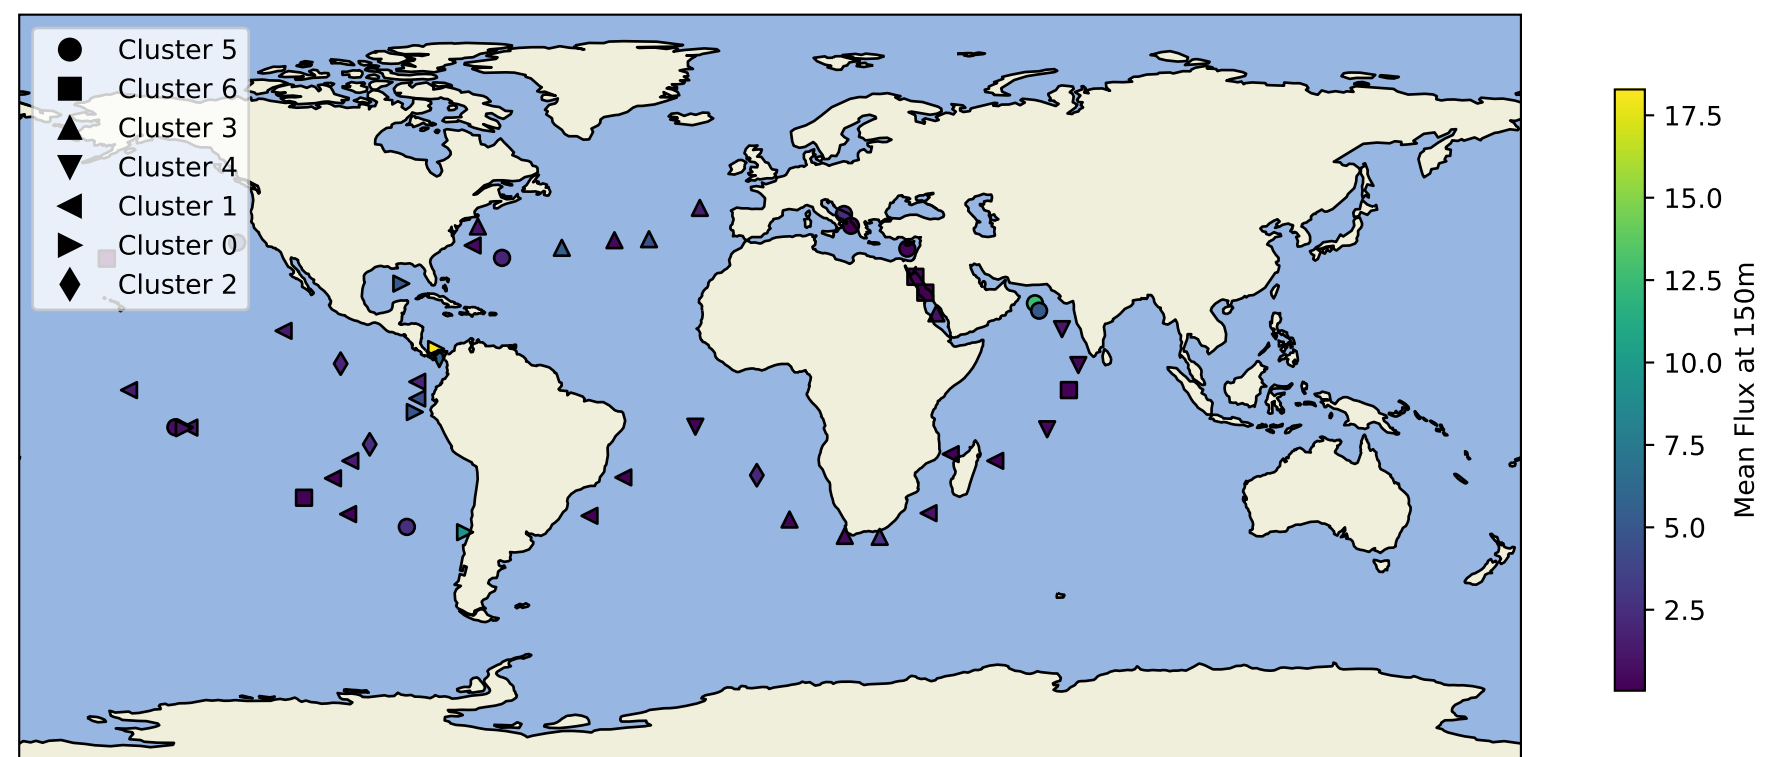 Cluster 5
Cluster 6
Cluster 3
Cluster 4
Cluster 1
Cluster 0
Cluster 2
17.5
15.0
12.5
10.0
7.5
5.0
2.5
Mean Flux at 150m